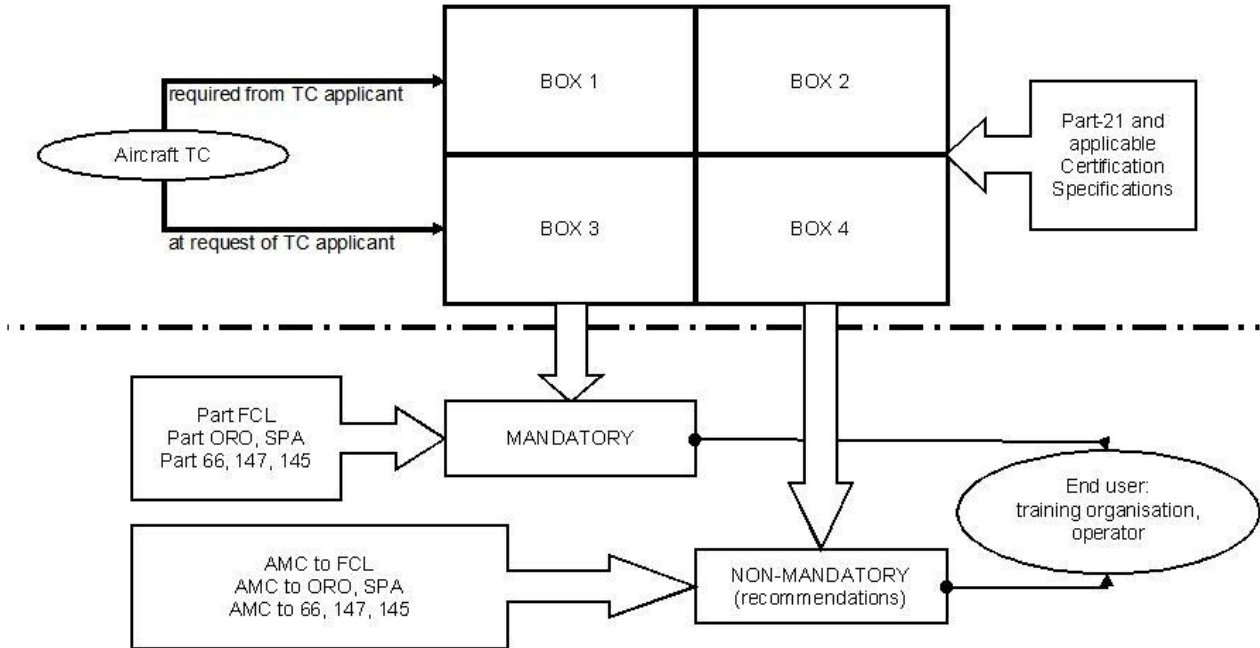 BOX 1
BOX 2
required from TC applicant
Aircraft TC
Part-21 and
applicable
Certification
Specifications
at request of TC applicant
BOX 3
BOX 4
Part FCL
Part ORO, SPA
Part 66, 147, 145
MANDATORY
End user:
training organisation,
operator
AMC to FCL
AMC to ORO, SPA
AMC to 66, 147, 145
NON-MANDATORY
(recommendations)